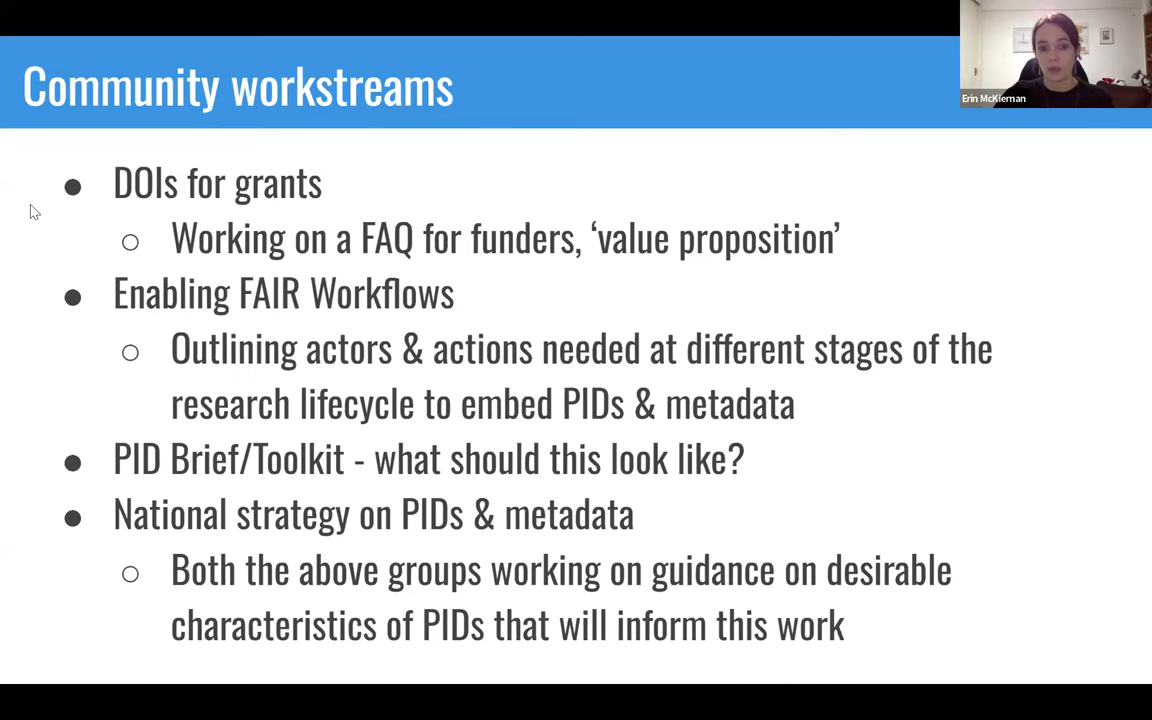 Community workstreams
Erin McKiernan
● DOIs for grants
○ Working on a FAQ for funders, ‘value proposition’
● Enabling FAIR Workflows
○ Outlining actors & actions needed at different stages of the
research lifecycle to embed PIDs & metadata
● PID Brief/Toolkit - what should this look like?
● National strategy on PIDs & metadata
○ Both the above groups working on guidance on desirable
characteristics of PIDs that will inform this work